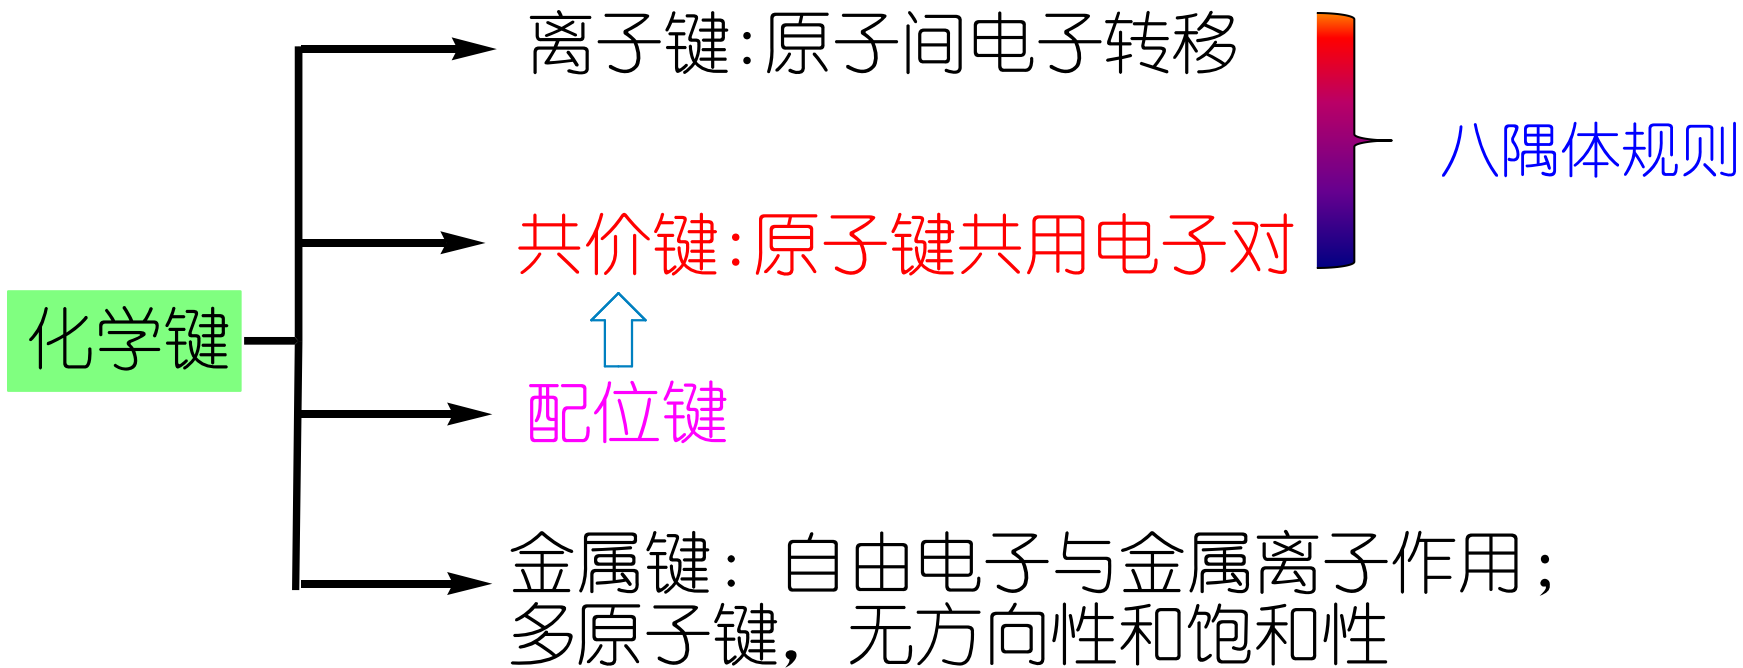 离子键:原子间电子转移
八隅体规则
共价键:原子键共用电子对
化学键
配位键
金属键：自由电子与金属离子作用；
多原子键，无方向性和饱和性